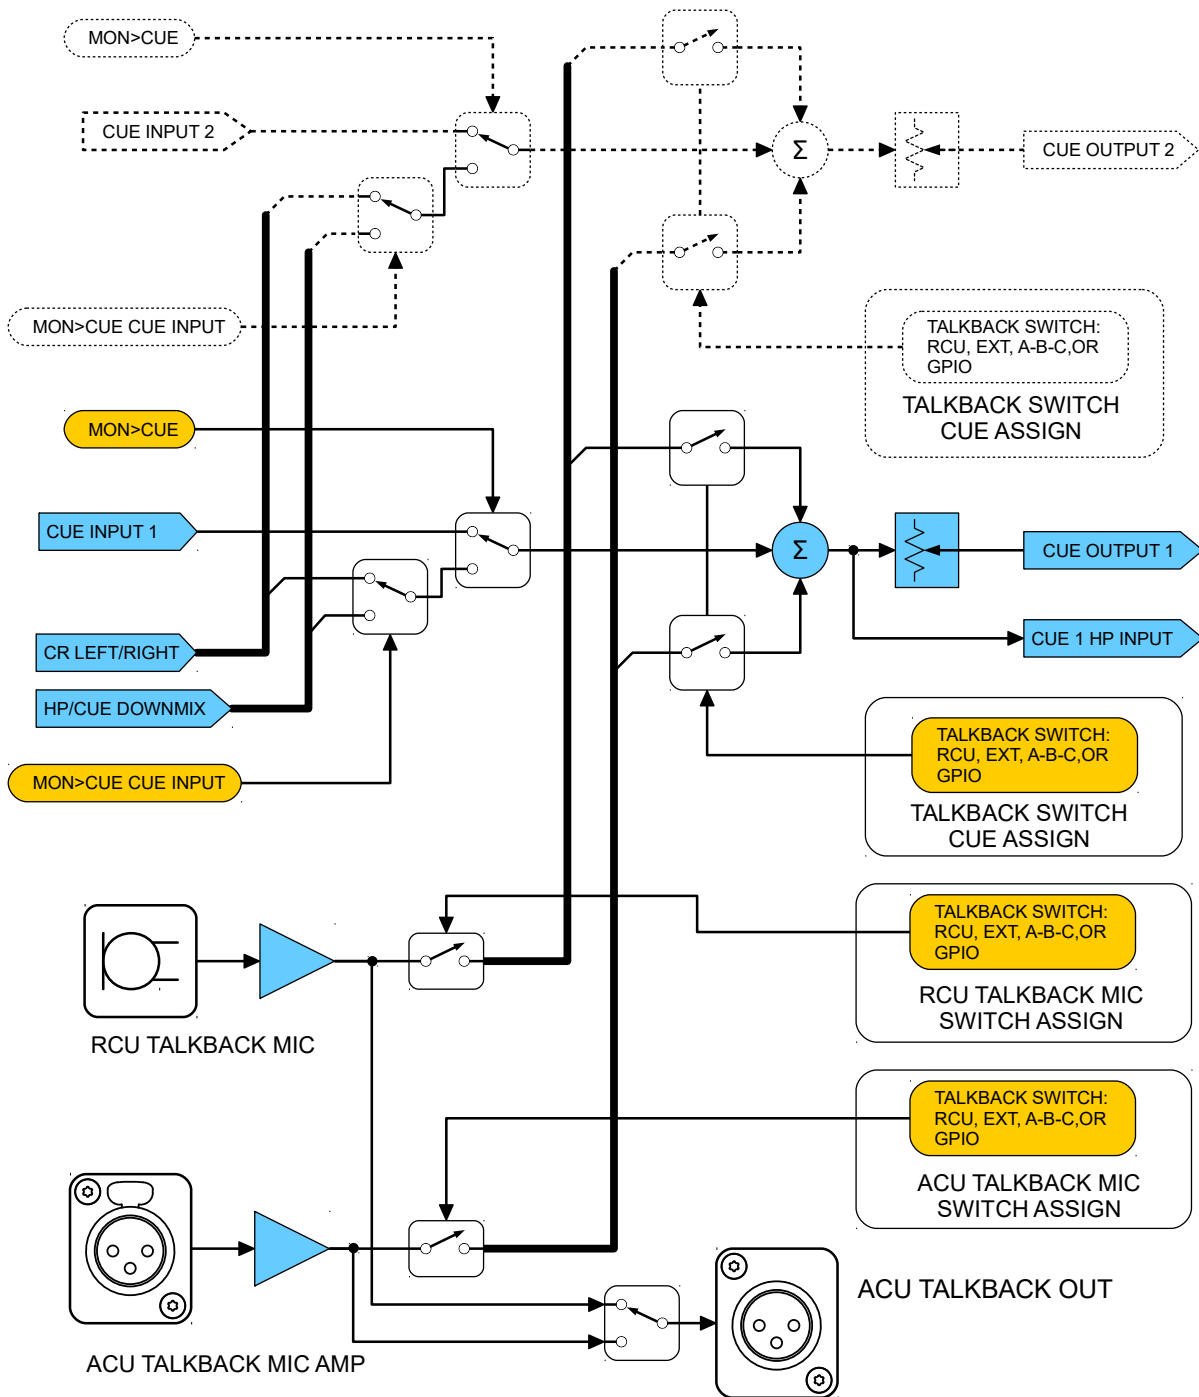 MON>CUE
CUE INPUT 2
Σ
CUE OUTPUT 2
MON>CUE CUE INPUT
TALKBACK SWITCH:
RCU, EXT, A-B-C,OR
GPIO
TALKBACK SWITCH
CUE ASSIGN
MON>CUE
CUE INPUT 1
Σ
CUE OUTPUT 1
CR LEFT/RIGHT
CUE 1 HP INPUT
HP/CUE DOWNMIX
MON>CUE CUE INPUT
TALKBACK SWITCH:
RCU, EXT, A-B-C,OR
GPIO
TALKBACK SWITCH
CUE ASSIGN
TALKBACK SWITCH:
RCU, EXT, A-B-C,OR
GPIO
RCU TALKBACK MIC
SWITCH ASSIGN
RCU TALKBACK MIC
TALKBACK SWITCH:
RCU, EXT, A-B-C,OR
GPIO
ACU TALKBACK MIC
SWITCH ASSIGN
ACU TALKBACK OUT
ACU TALKBACK MIC AMP